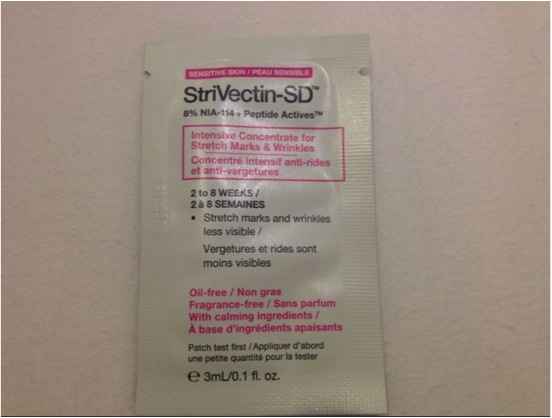 SENSITIVE SKIN / PEAU SENSIBLE
StriVectin-SD™
8% NIA-114 + Peptide Actives™
Intensive Concentrate for
Stretch Marks & Wrinkles
Concentré intensif anti-rides
et anti-vergetures
2 to 8 WEEKS /
2 à 8 SEMAINES
• Stretch marks and wrinkles
less visible /
Vergetures et rides sont
moins visibles
Oil-free / Non gras
Fragrance-free / Sans parfum
With calming ingredients /
À base d'ingrédients apaisants
Patch test first / Appliquer d'abord
une petite quantité pour la tester
℮ 3mL/0.1 fl. oz.